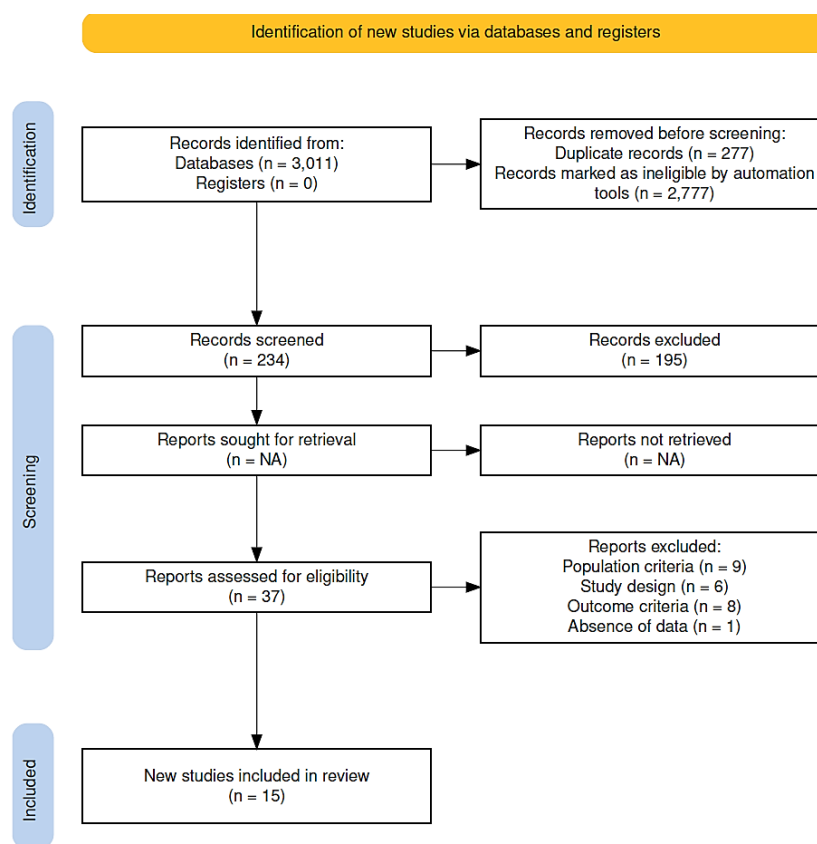 Identification of new studies via databases and registers
Identification
Records identified from:
Databases (n = 3,011)
Registers (n = 0)
Records removed before screening:
Duplicate records (n = 277)
Records marked as ineligible by automation
tools (n = 2,777)
Screening
Records screened
(n = 234)
Records excluded
(n = 195)
Reports sought for retrieval
(n = NA)
Reports not retrieved
(n = NA)
Reports assessed for eligibility
(n = 37)
Reports excluded:
Population criteria (n = 9)
Study design (n = 6)
Outcome criteria (n = 8)
Absence of data (n = 1)
Included
New studies included in review
(n = 15)